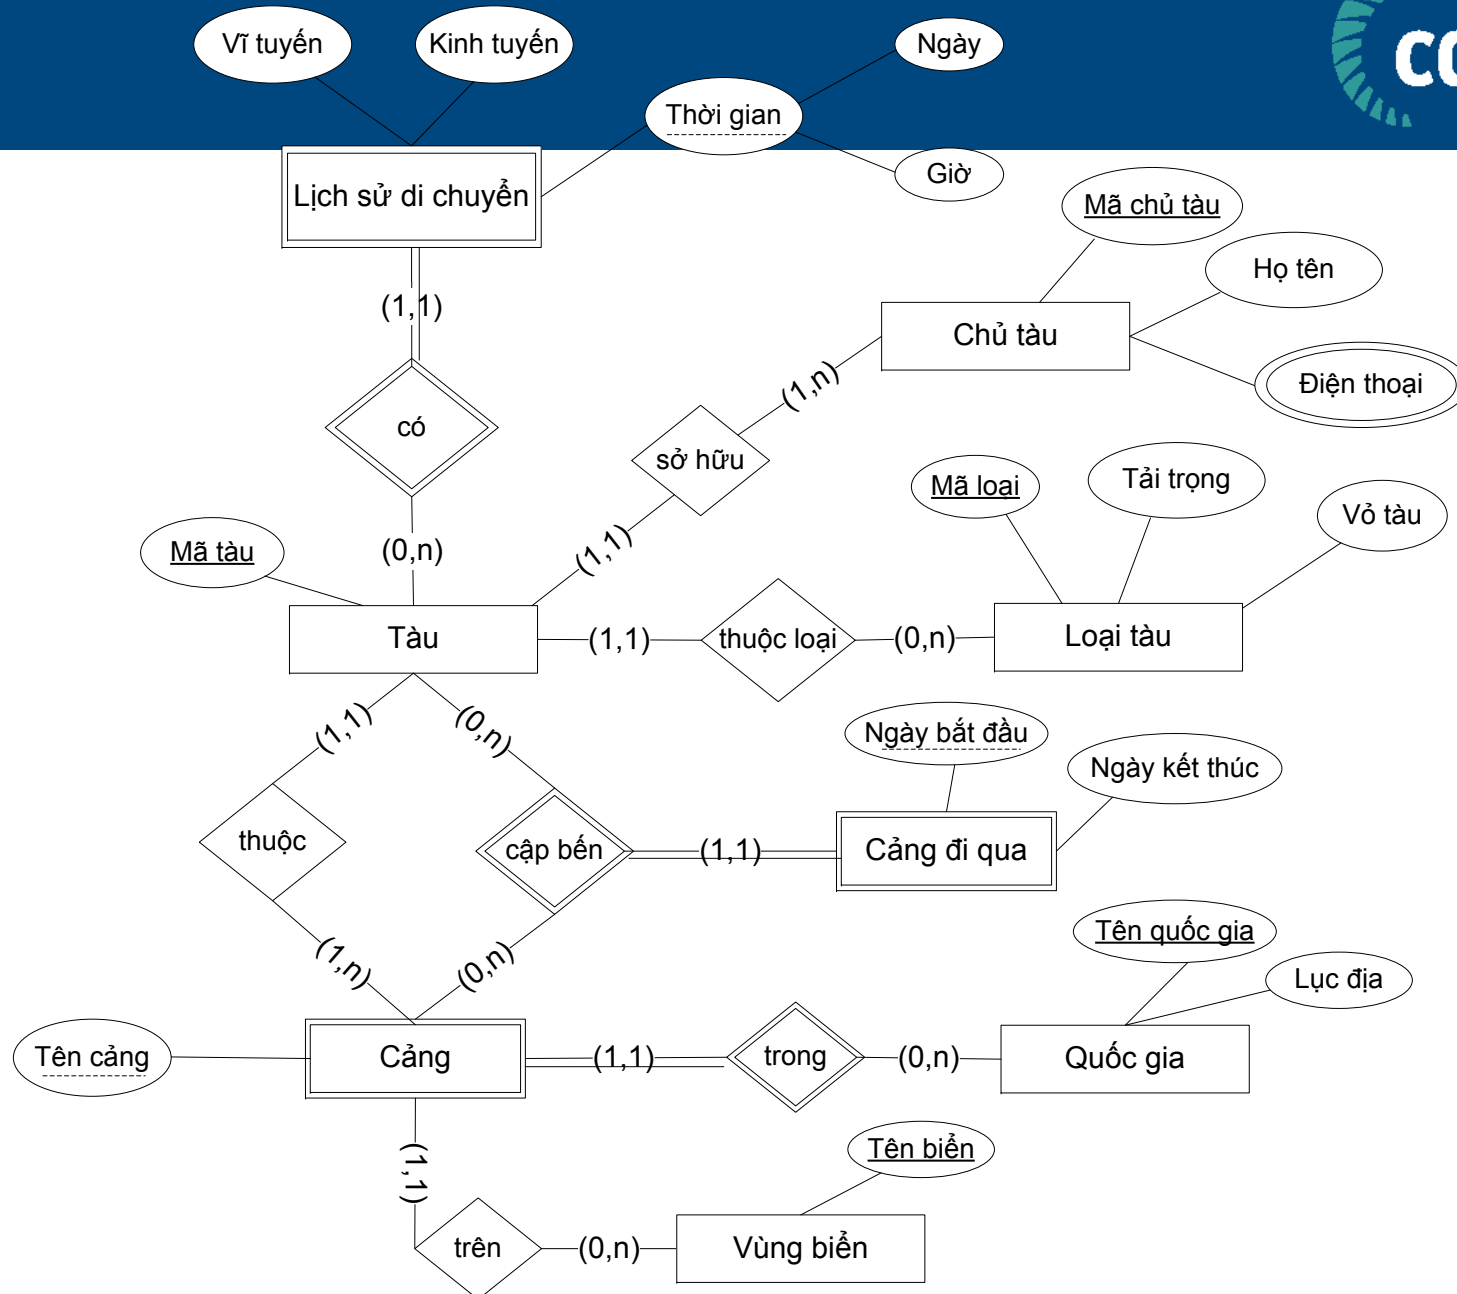 Vĩ tuyến
Kinh tuyến
Ngày
CO
Thời gian
Giờ
Lịch sử di chuyển
Mã chủ tàu
Họ tên
(1,1)
Chủ tàu
Điện thoại
(1,n)
có
sở hữu
Mã loại
Tải trọng
Vỏ tàu
Mã tàu
(0,n)
(1,1)
Tàu
(1,1)
thuộc loại
(0,n)
Loại tàu
(1,1)
(0,n)
Ngày bắt đầu
Ngày kết thúc
thuộc
cập bến
(1,1)
Cảng đi qua
(1,n)
(0,n)
Tên quốc gia
Lục địa
Tên cảng
Cảng
(1,1)
trong
(0,n)
Quốc gia
(1,1)
Tên biển
trên
(0,n)
Vùng biển